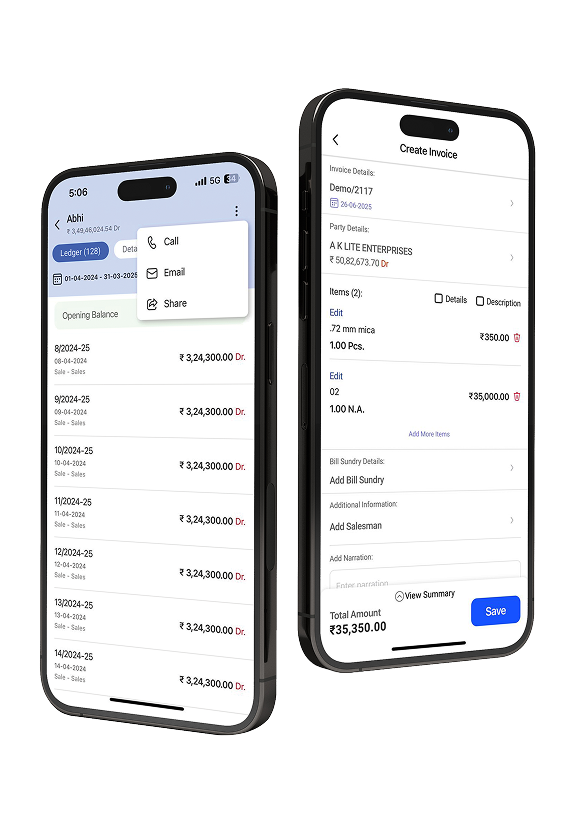 5:06
5G 34
Abhi
₹ 3,49,46,024.54 Dr
Ledger (128)
Deta
Call
Email
Share
01-04-2024 - 31-03-2025
Opening Balance
8/2024-25
08-04-2024
Sale - Sales
₹ 3,24,300.00 Dr.
9/2024-25
09-04-2024
Sale - Sales
₹ 3,24,300.00 Dr.
10/2024-25
10-04-2024
Sale - Sales
₹ 3,24,300.00 Dr.
11/2024-25
11-04-2024
Sale - Sales
₹ 3,24,300.00 Dr.
12/2024-25
12-04-2024
Sale - Sales
₹ 3,24,300.00 Dr.
13/2024-25
13-04-2024
Sale - Sales
₹ 3,24,300.00 Dr.
14/2024-25
14-04-2024
Sale - Sales
₹ 3,24,300.00 Dr.
Create Invoice
Invoice Details:
Demo/2117
26-06-2025
Party Details:
A K LITE ENTERPRISES
₹ 50,82,673.70 Dr
Items (2): Details Description
Edit
.72 mm mica
₹350.00
1.00 Pcs.
Edit
02
₹35,000.00
1.00 N.A.
Add More Items
Bill Sundry Details:
Add Bill Sundry
Additional Information:
Add Salesman
Add Narration:
Enter narration
View Summary
Total Amount
₹35,350.00
Save